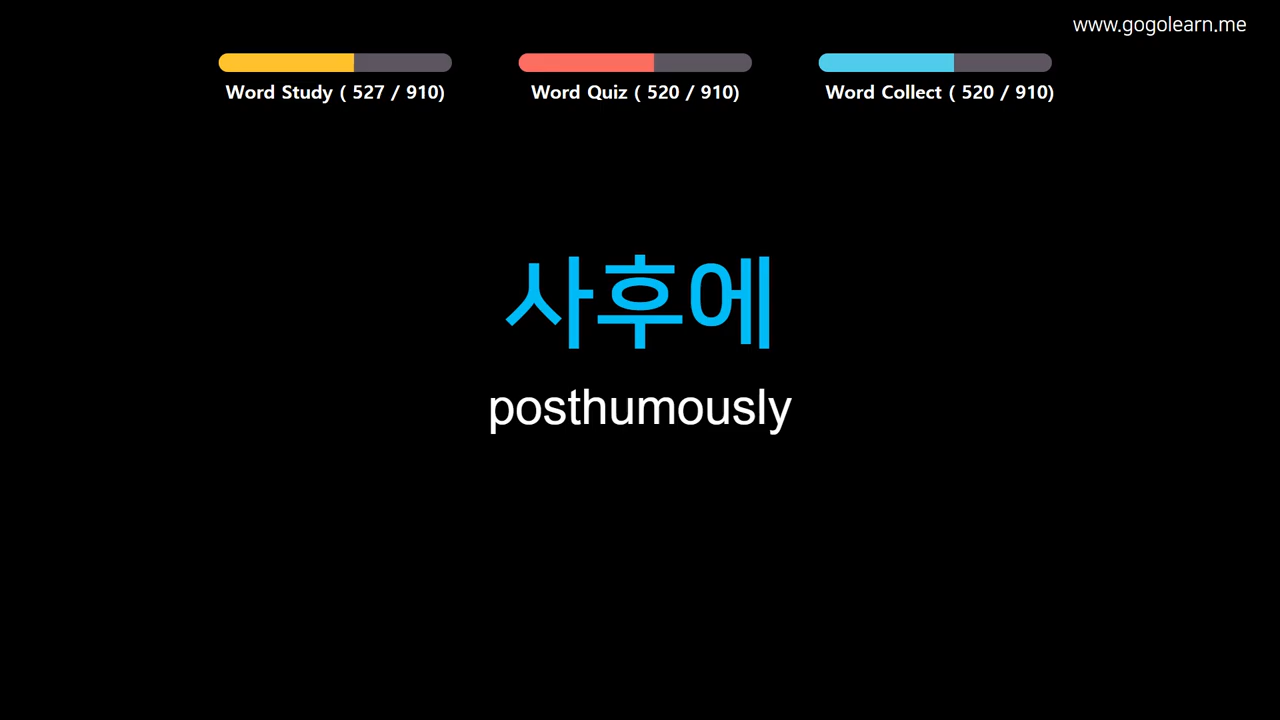 www.gogolearn.me
Word Study ( 527 / 910)
Word Quiz ( 520 / 910)
Word Collect ( 520 / 910)
사후에
posthumously